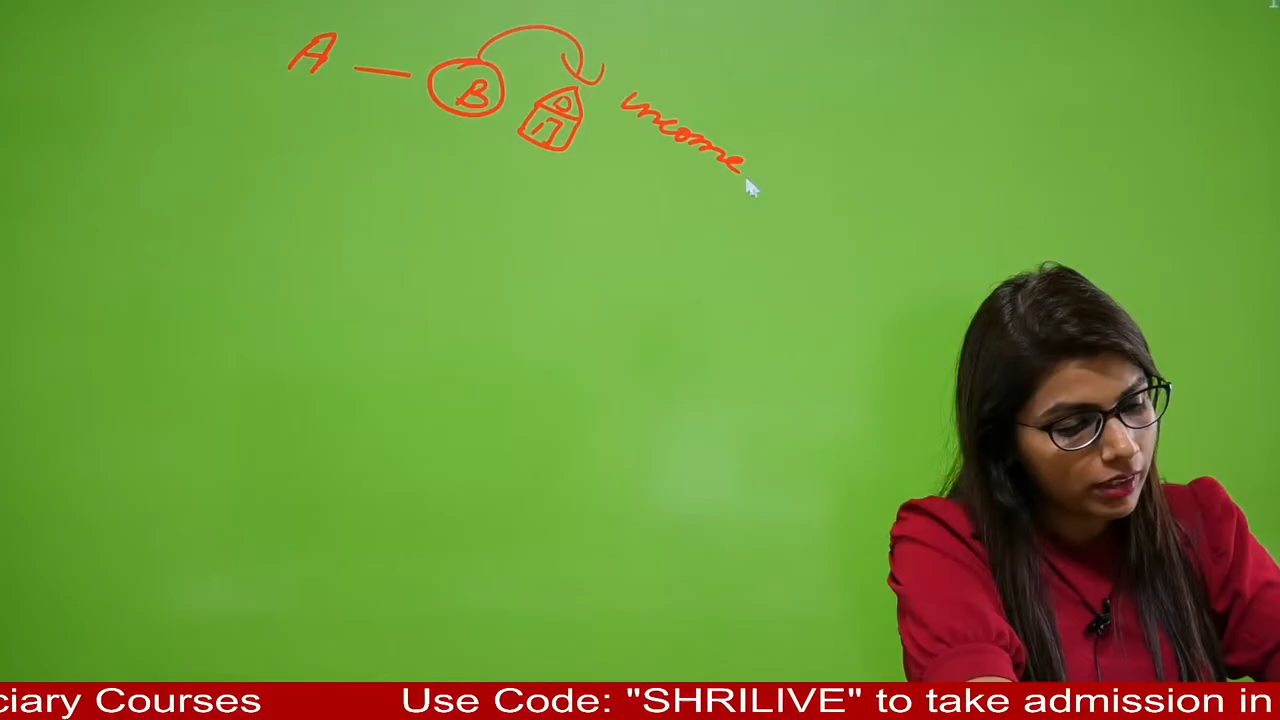 A — B
income
ciary Courses Use Code: "SHRILIVE" to take admission in